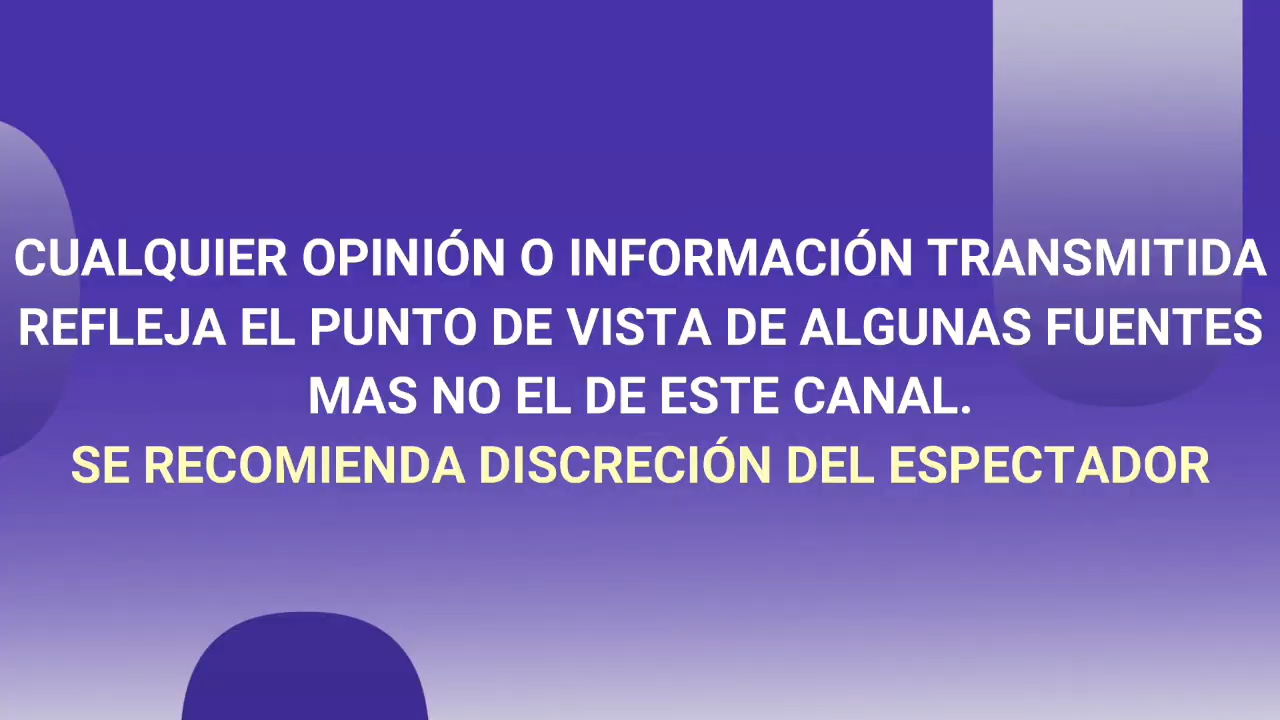 CUALQUIER OPINIÓN O INFORMACIÓN TRANSMITIDA
REFLEJA EL PUNTO DE VISTA DE ALGUNAS FUENTES
MAS NO EL DE ESTE CANAL.
SE RECOMIENDA DISCRECIÓN DEL ESPECTADOR